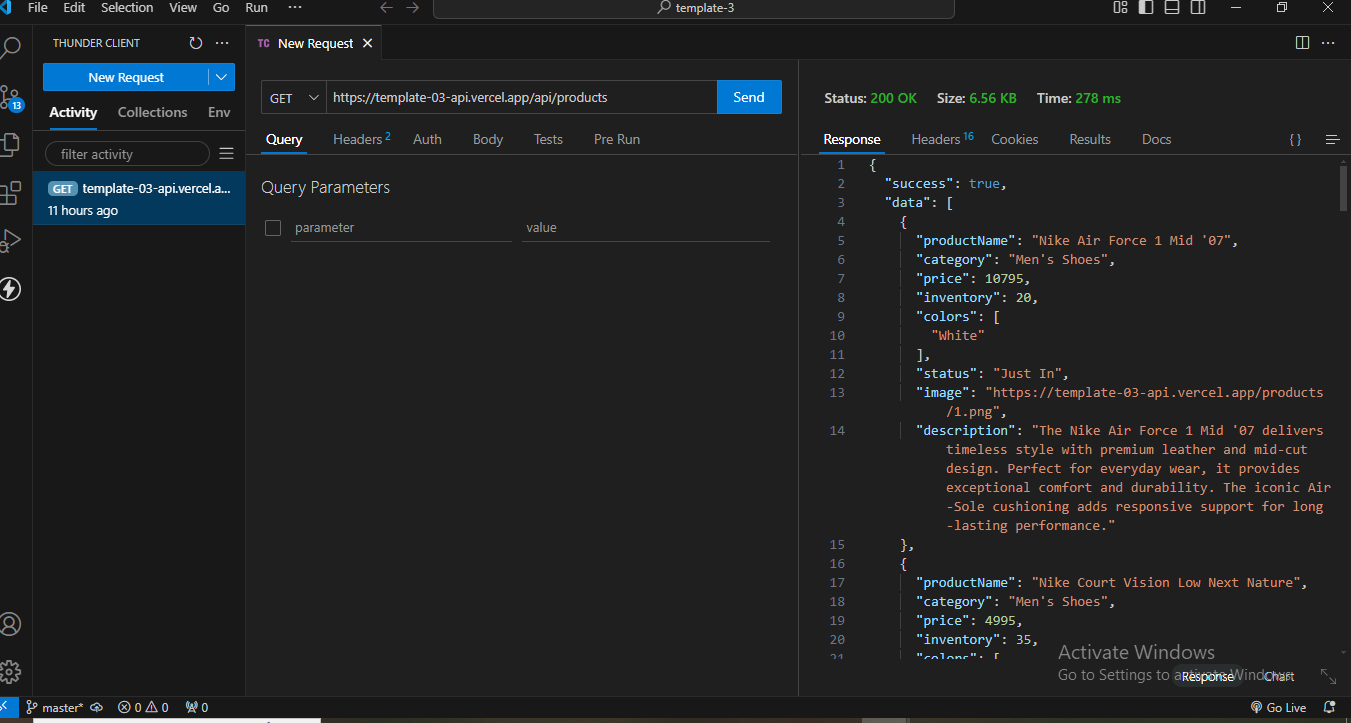 File Edit Selection View Go Run ··· template-3
THUNDER CLIENT
New Request
Activity Collections Env
filter activity
GET template-03-api.vercel.a...
11 hours ago
13
TC New Request
GET https://template-03-api.vercel.app/api/products Send
Query Headers 2 Auth Body Tests Pre Run
Query Parameters
parameter value
Status: 200 OK Size: 6.56 KB Time: 278 ms
Response Headers 16 Cookies Results Docs { }
1 {
2 "success": true,
3 "data": [
4 {
5 "productName": "Nike Air Force 1 Mid '07",
6 "category": "Men's Shoes",
7 "price": 10795,
8 "inventory": 20,
9 "colors": [
10 "White"
11 ],
12 "status": "Just In",
13 "image": "https://template-03-api.vercel.app/products
/1.png",
14 "description": "The Nike Air Force 1 Mid '07 delivers
timeless style with premium leather and mid-cut
design. Perfect for everyday wear, it provides
exceptional comfort and durability. The iconic Air
-Sole cushioning adds responsive support for long
-lasting performance."
15 },
16 {
17 "productName": "Nike Court Vision Low Next Nature",
18 "category": "Men's Shoes",
19 "price": 4995,
20 "inventory": 35,
21 "colors": [
Activate Windows
Go to Settings to activate Windows.
Response Chart
master* 0 0 0 Go Live